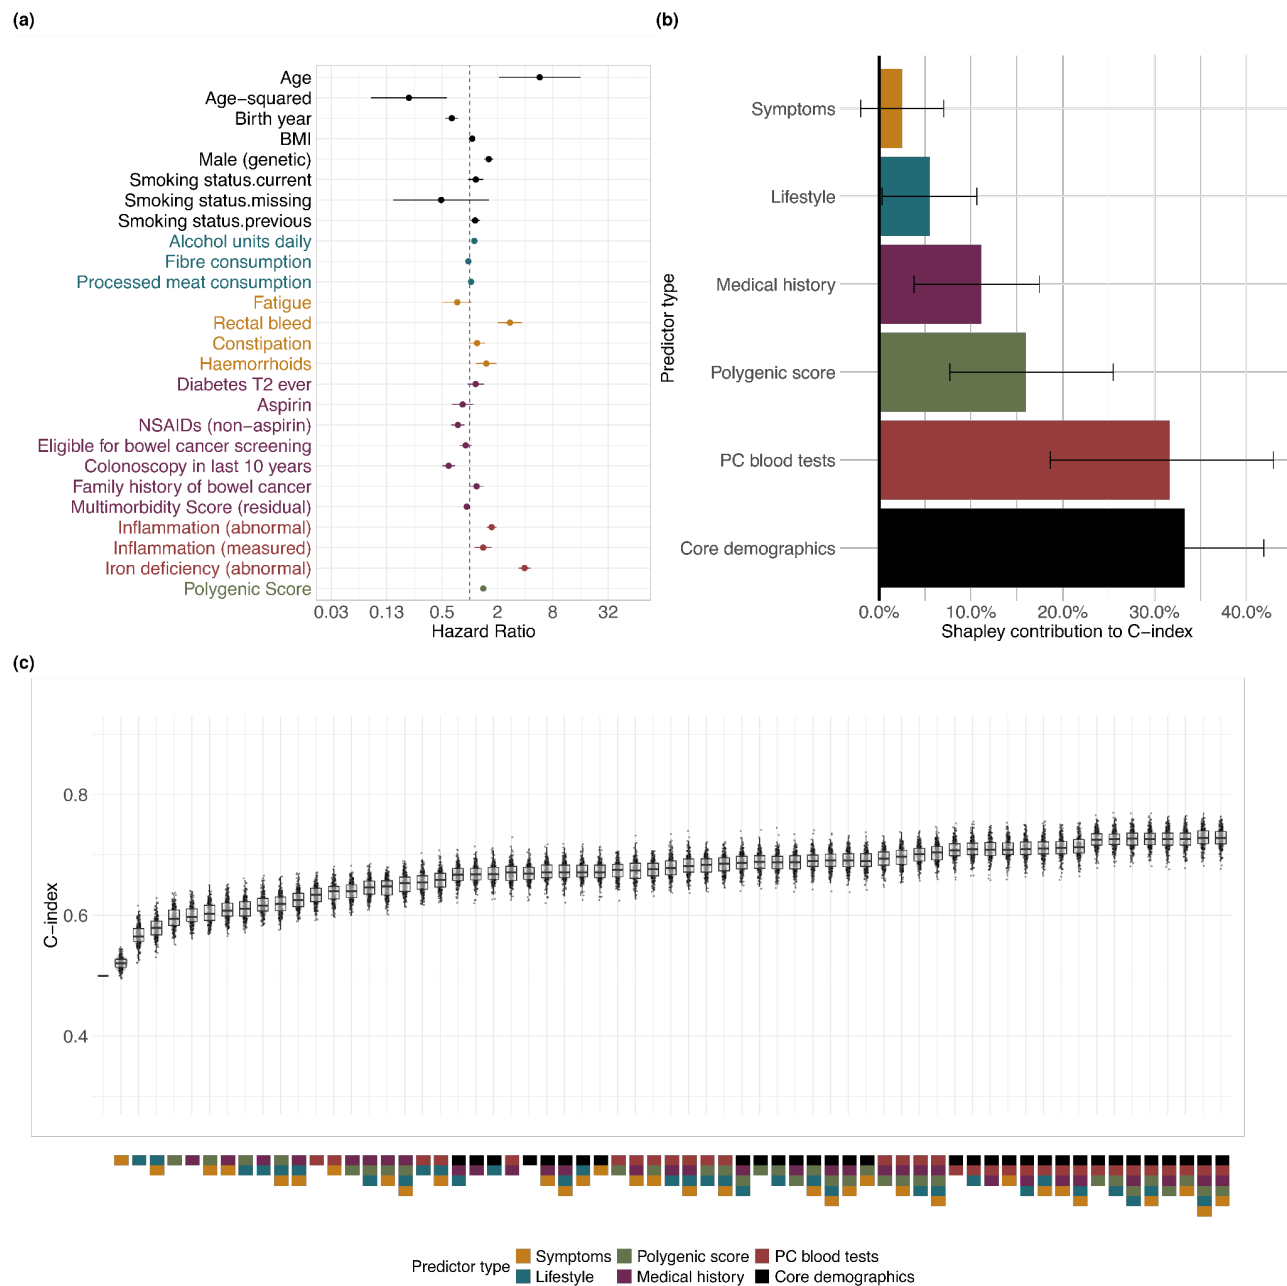 (a)
Age
Age−squared
Birth year
BMI
Male (genetic)
Smoking status.current
Smoking status.missing
Smoking status.previous
Alcohol units daily
Fibre consumption
Processed meat consumption
Fatigue
Rectal bleed
Constipation
Haemorrhoids
Diabetes T2 ever
Aspirin
NSAIDs (non−aspirin)
Eligible for bowel cancer screening
Colonoscopy in last 10 years
Family history of bowel cancer
Multimorbidity Score (residual)
Inflammation (abnormal)
Inflammation (measured)
Iron deficiency (abnormal)
Polygenic Score
0.03 0.13 0.5 2 8 32
Hazard Ratio
(b)
Predictor type
Symptoms
Lifestyle
Medical history
Polygenic score
PC blood tests
Core demographics
0.0% 10.0% 20.0% 30.0% 40.0%
Shapley contribution to C−index
(c)
C−index
0.8
0.6
0.4
Predictor type
Symptoms Polygenic score PC blood tests
Lifestyle Medical history Core demographics